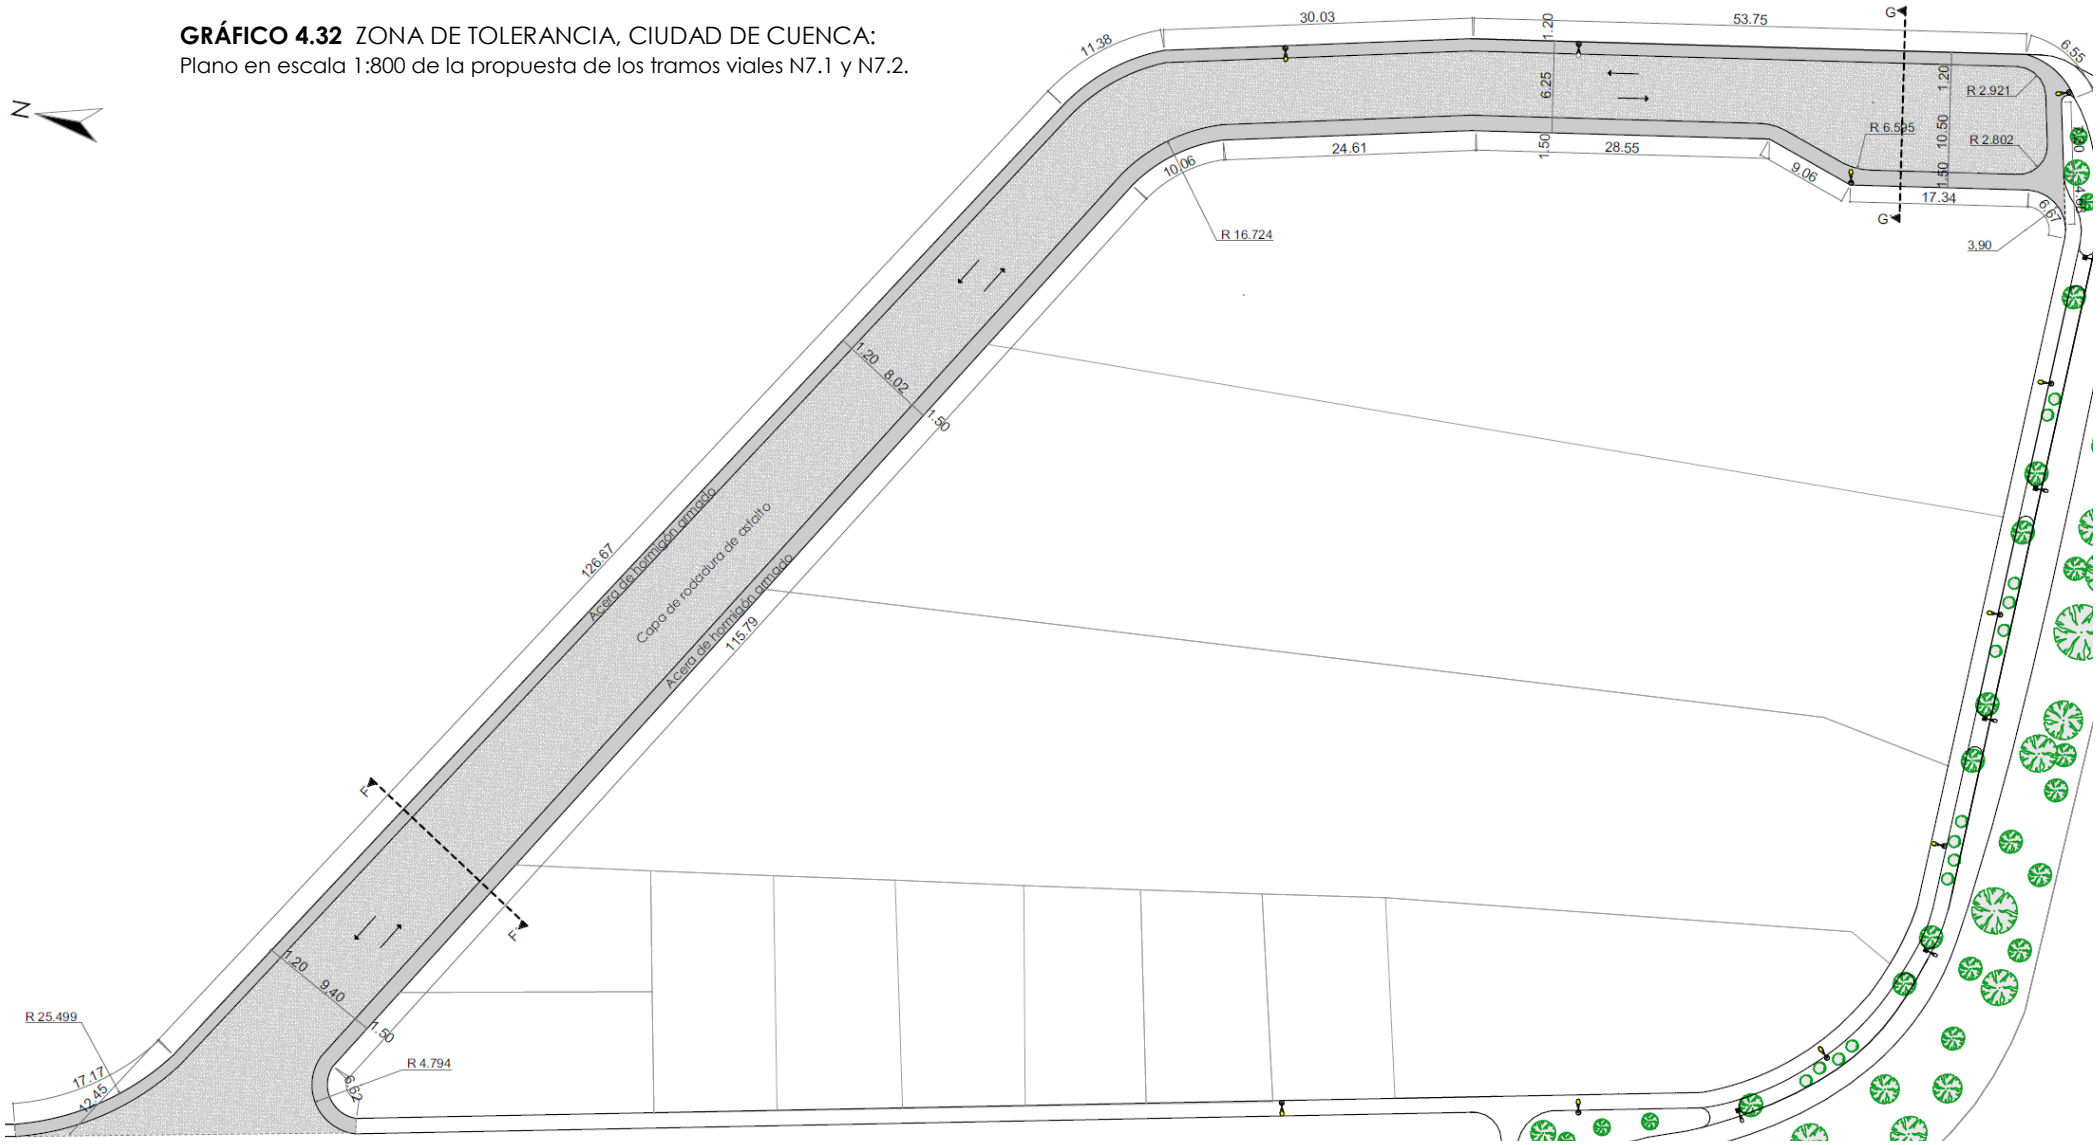 GRÁFICO 4.32 ZONA DE TOLERANCIA, CIUDAD DE CUENCA:
Plano en escala 1:800 de la propuesta de los tramos viales N7.1 y N7.2.
N
30.03
53.75
G
6.55
11.38
1.20
6.25
1.50
1.20
10.50
1.50
R 2.921
R 6.595
R 2.802
24.61
28.55
9.06
17.34
G'
6.67
3,90
10.06
R 16.724
1.20
8.02
1.50
126.67
Acera de hormigón armado
Capa de rodadura de asfalto
Acera de hormigón armado
115.79
F
F'
1.20
9.40
1.50
R 25.499
17.17
12.45
R 4.794
6.62